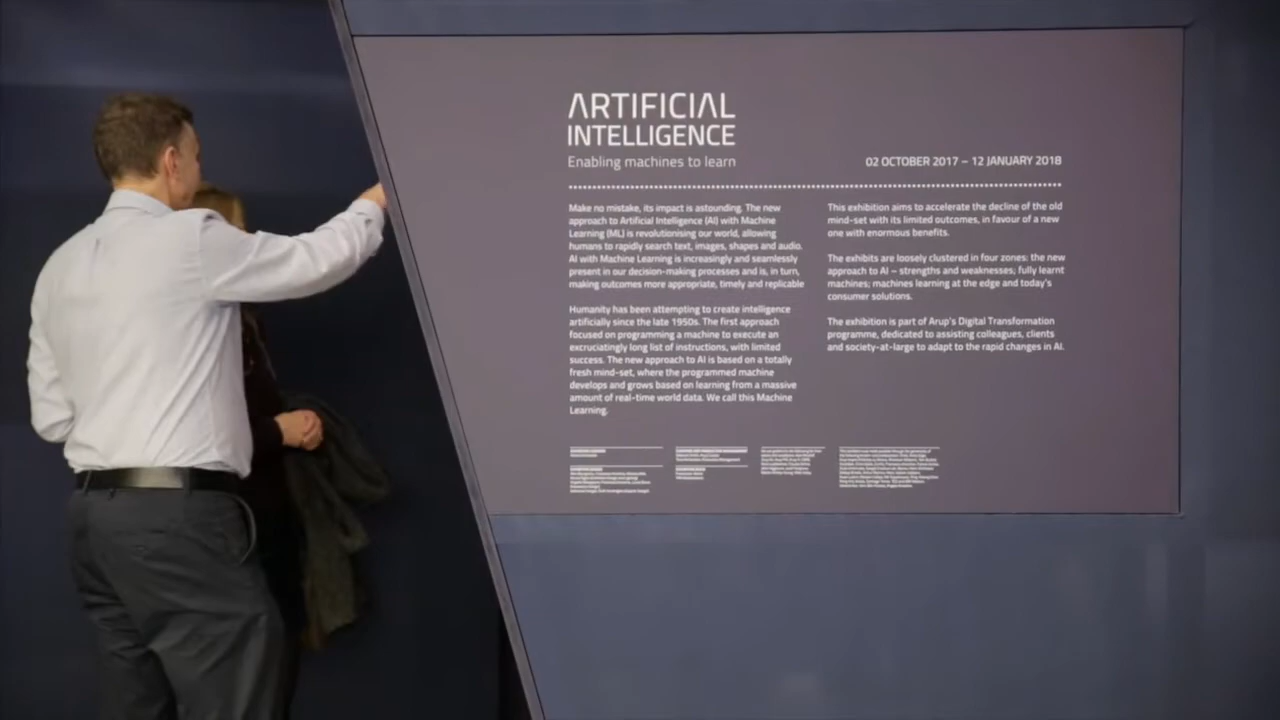 ARTIFICIAL
INTELLIGENCE
Enabling machines to learn
02 OCTOBER 2017 – 12 JANUARY 2018
Make no mistake, its impact is astounding. The new
approach to Artificial Intelligence (AI) with Machine
Learning (ML) is revolutionising our world, allowing
humans to rapidly search text, images, shapes and audio.
AI with Machine Learning is increasingly and seamlessly
present in our decision-making processes and is, in turn,
making outcomes more appropriate, timely and replicable
Humanity has been attempting to create intelligence
artificially since the late 1950s. The first approach
focused on programming a machine to execute an
excruciatingly long list of instructions, with limited
success. The new approach to AI is based on a totally
fresh mind-set, where the programmed machine
develops and grows based on learning from a massive
amount of real-time world data. We call this Machine
Learning.
This exhibition aims to accelerate the decline of the old
mind-set with its limited outcomes, in favour of a new
one with enormous benefits.
The exhibits are loosely clustered in four zones: the new
approach to AI – strengths and weaknesses; fully learnt
machines; machines learning at the edge and today's
consumer solutions.
The exhibition is part of Arup's Digital Transformation
programme, dedicated to assisting colleagues, clients
and society-at-large to adapt to the rapid changes in AI.